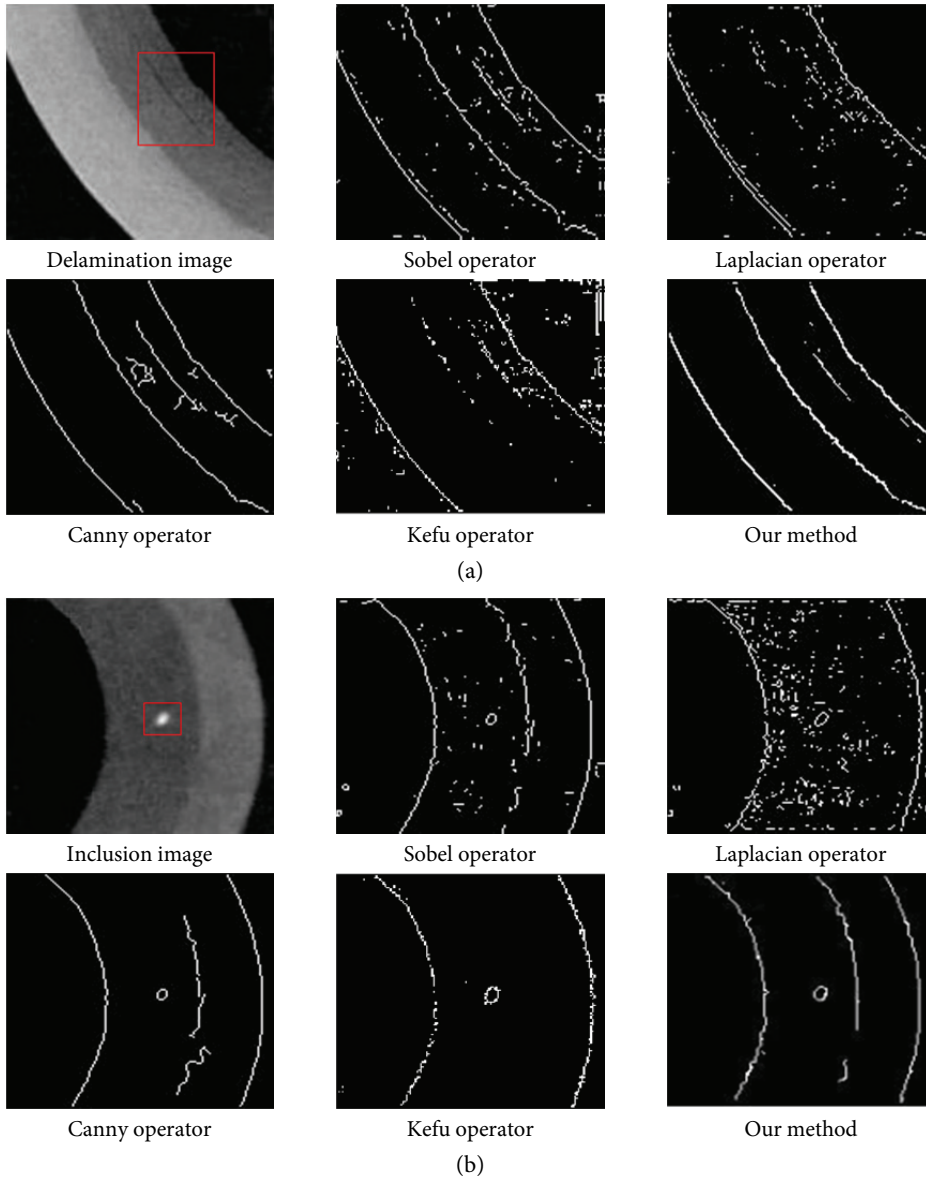 Delamination image
Sobel operator
Laplacian operator
Canny operator
Kefu operator
Our method
(a)
Inclusion image
Sobel operator
Laplacian operator
Canny operator
Kefu operator
Our method
(b)